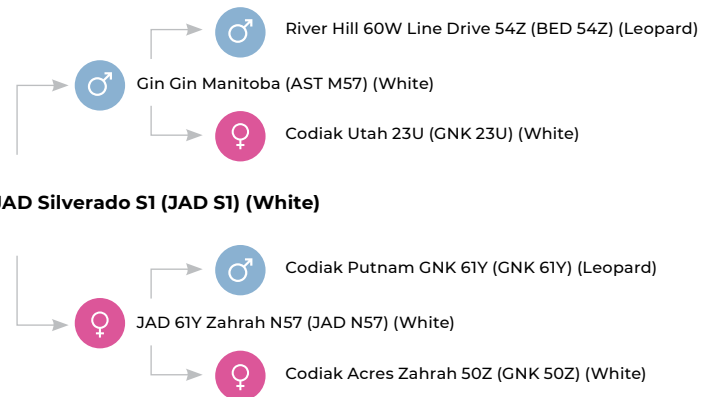 River Hill 60W Line Drive 54Z (BED 54Z) (Leopard)
Gin Gin Manitoba (AST M57) (White)
Codiak Utah 23U (GNK 23U) (White)
JAD Silverado S1 (JAD S1) (White)
Codiak Putnam GNK 61Y (GNK 61Y) (Leopard)
JAD 61Y Zahrah N57 (JAD N57) (White)
Codiak Acres Zahrah 50Z (GNK 50Z) (White)